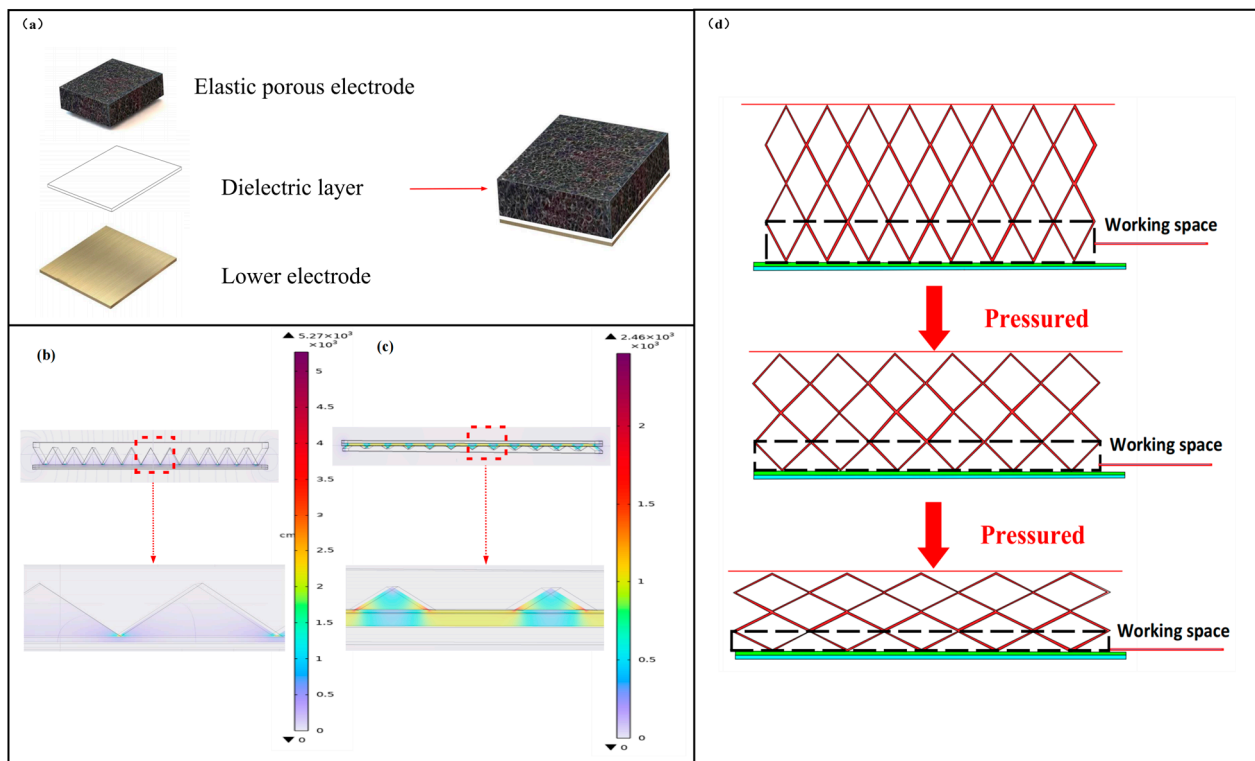 （a）
Elastic porous electrode
Dielectric layer
Lower electrode
(b)
▲ 5.27×10³
×10³
5
4.5
4
3.5
3
cm
2.5
2
1.5
1
0.5
0
▼ 0
(c)
▲ 2.46×10³
×10³
2
1.5
1
0.5
0
▼ 0
(d)
Working space
Pressured
Working space
Pressured
Working space